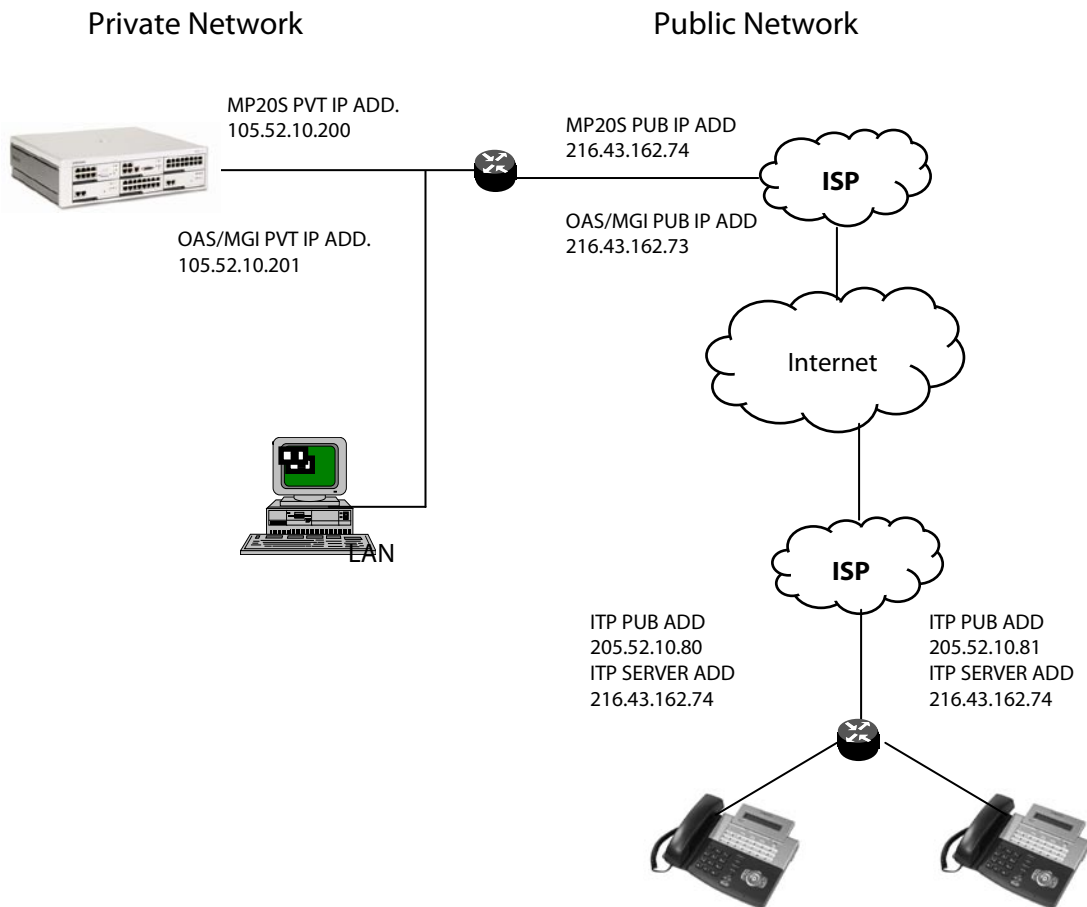 Private Network
Public Network
MP20S PVT IP ADD.
105.52.10.200
MP20S PUB IP ADD
216.43.162.74
ISP
OAS/MGI PVT IP ADD.
105.52.10.201
OAS/MGI PUB IP ADD
216.43.162.73
Internet
LAN
ISP
ITP PUB ADD
205.52.10.80
ITP SERVER ADD
216.43.162.74
ITP PUB ADD
205.52.10.81
ITP SERVER ADD
216.43.162.74